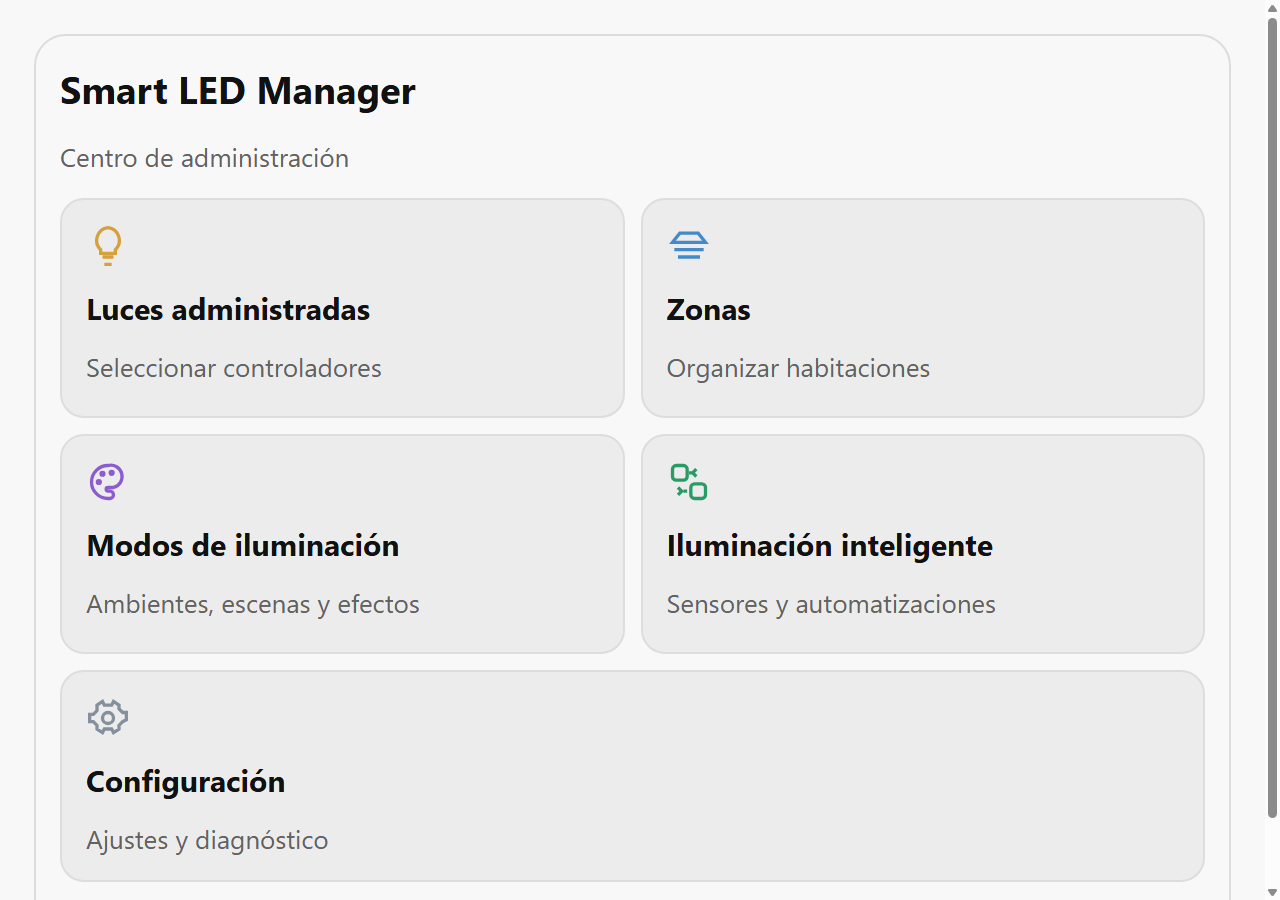 Smart LED Manager
Centro de administración
Luces administradas
Seleccionar controladores
Zonas
Organizar habitaciones
Modos de iluminación
Ambientes, escenas y efectos
Iluminación inteligente
Sensores y automatizaciones
Configuración
Ajustes y diagnóstico